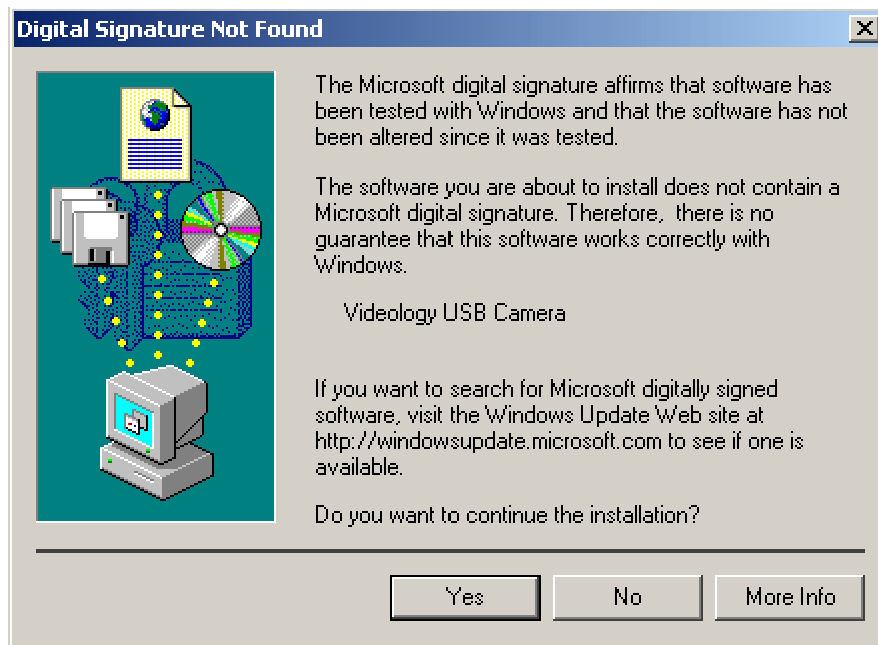 Digital Signature Not Found
The Microsoft digital signature affirms that software has
been tested with Windows and that the software has not
been altered since it was tested.
The software you are about to install does not contain a
Microsoft digital signature. Therefore,  there is no
guarantee that this software works correctly with
Windows.
Videology USB Camera
If you want to search for Microsoft digitally signed
software, visit the Windows Update Web site at
http://windowsupdate.microsoft.com to see if one is
available.
Do you want to continue the installation?
Yes
No
More Info